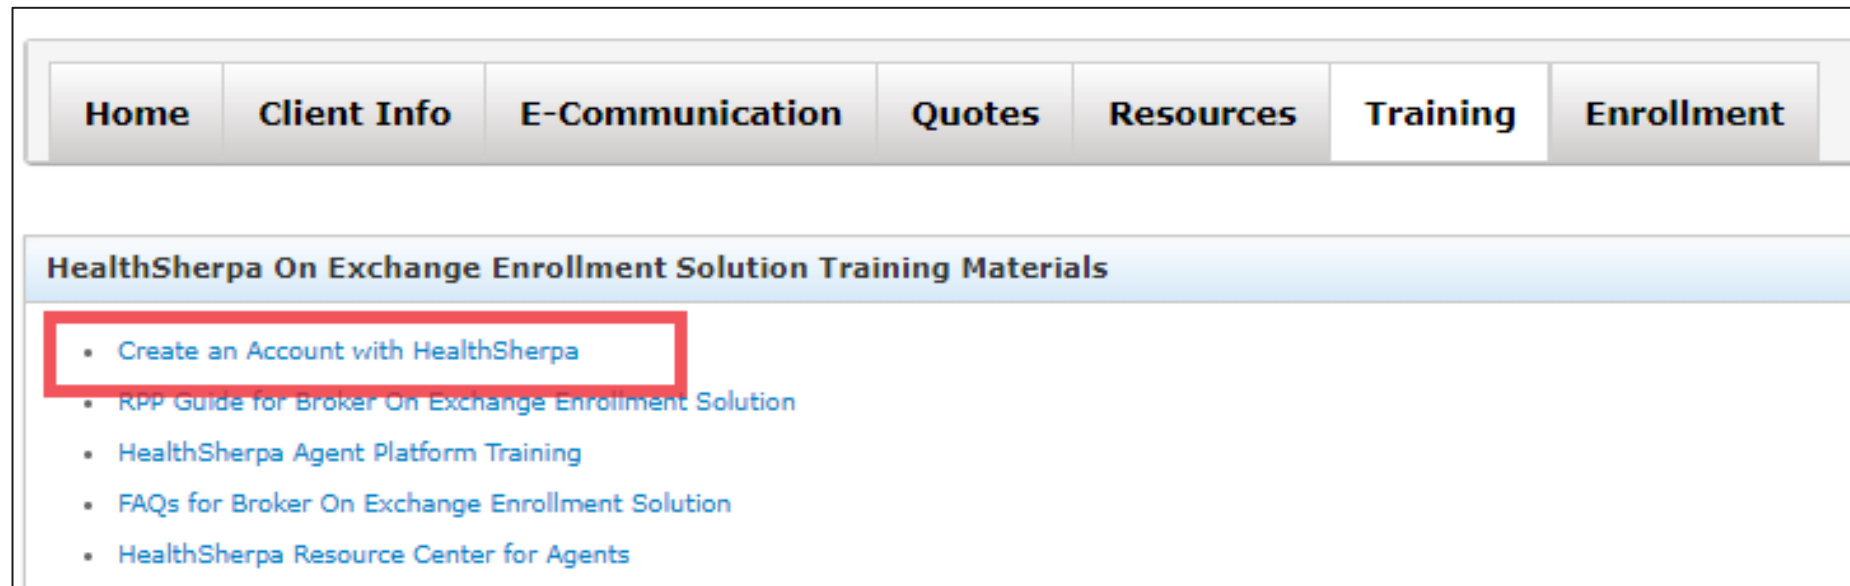 Home Client Info E-Communication Quotes Resources Training Enrollment
HealthSherpa On Exchange Enrollment Solution Training Materials
• Create an Account with HealthSherpa
• RPP Guide for Broker On Exchange Enrollment Solution
• HealthSherpa Agent Platform Training
• FAQs for Broker On Exchange Enrollment Solution
• HealthSherpa Resource Center for Agents